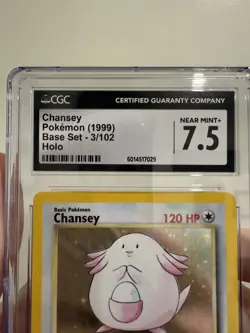 CGC
CERTIFIED GUARANTY COMPANY
Chansey
Pokémon (1999)
Base Set - 3/102
Holo
NEAR MINT+
7.5
6014517029
Basic Pokémon
Chansey 120 HP